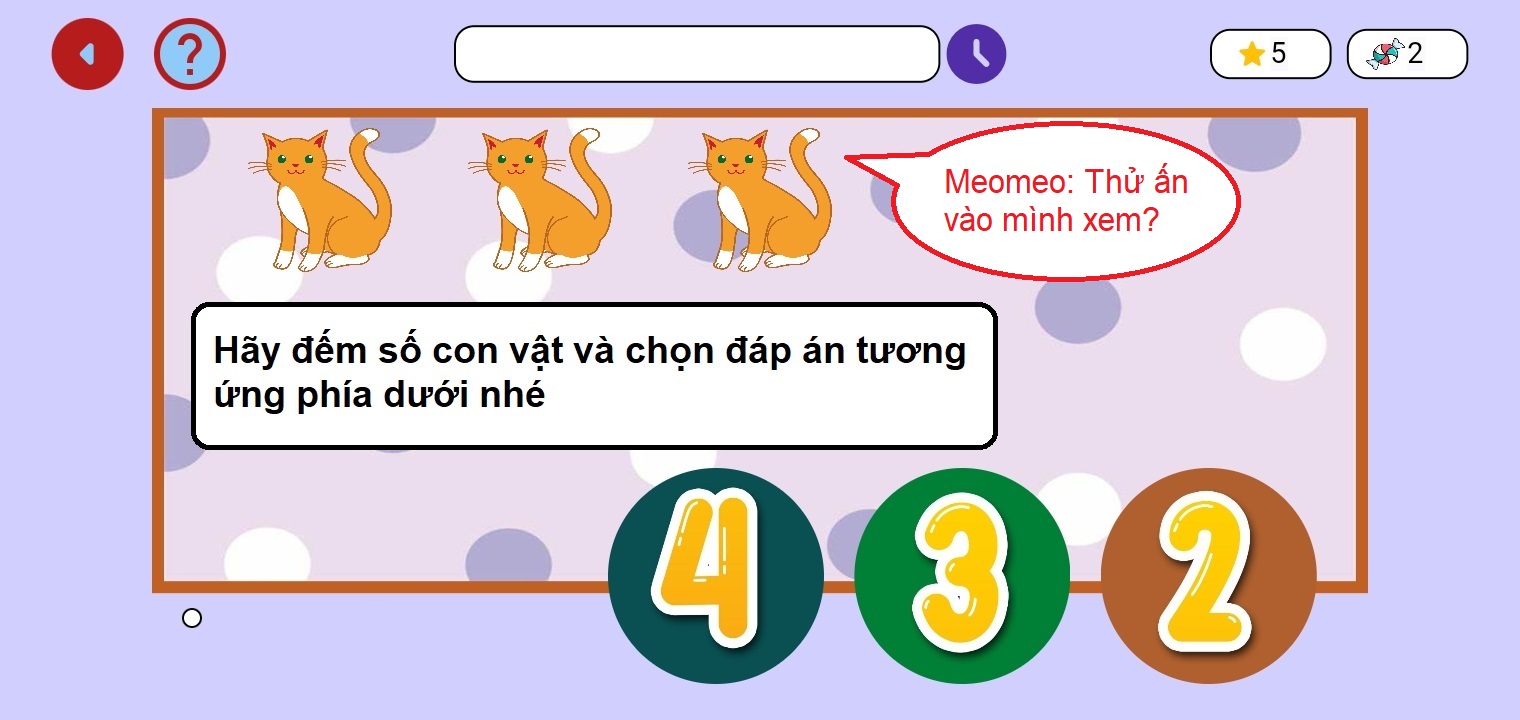 ?
5
2
Meomeo: Thử ấn
vào mình xem?
Hãy đếm số con vật và chọn đáp án tương
ứng phía dưới nhé
4 3 2